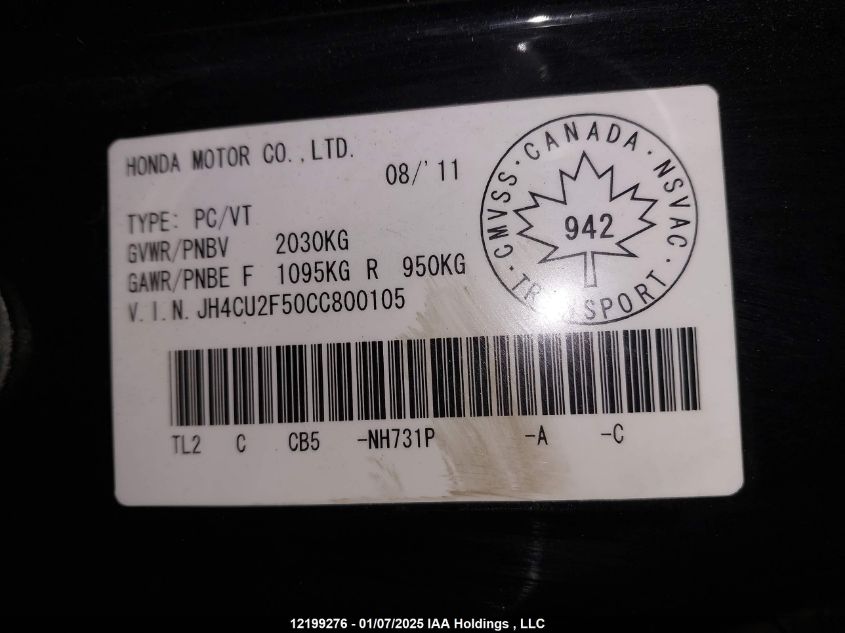 HONDA MOTOR CO.,LTD.
08/'11
TYPE: PC/VT
GVWR/PNBV 2030KG
GAWR/PNBE F 1095KG R 950KG
V.I.N. JH4CU2F50CC800105
CMVSS · CANADA · NSVAC · TRANSPORT ·
942
TL2 C CB5 -NH731P -A -C
12199276 - 01/07/2025 IAA Holdings , LLC